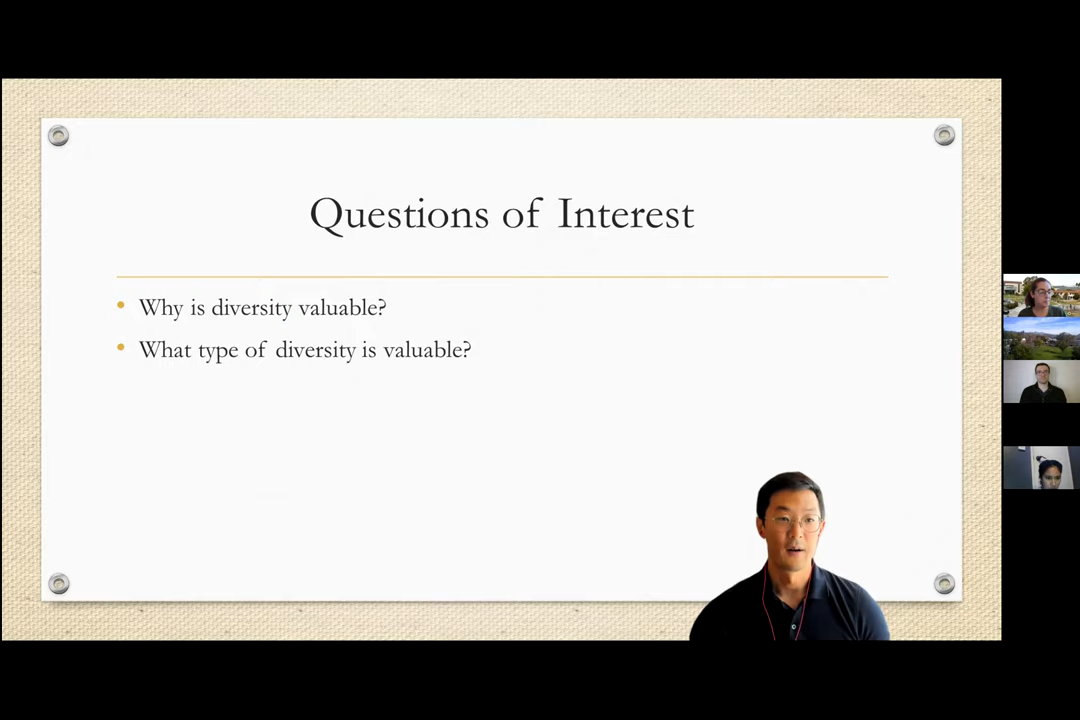 Questions of Interest
Why is diversity valuable?
What type of diversity is valuable?